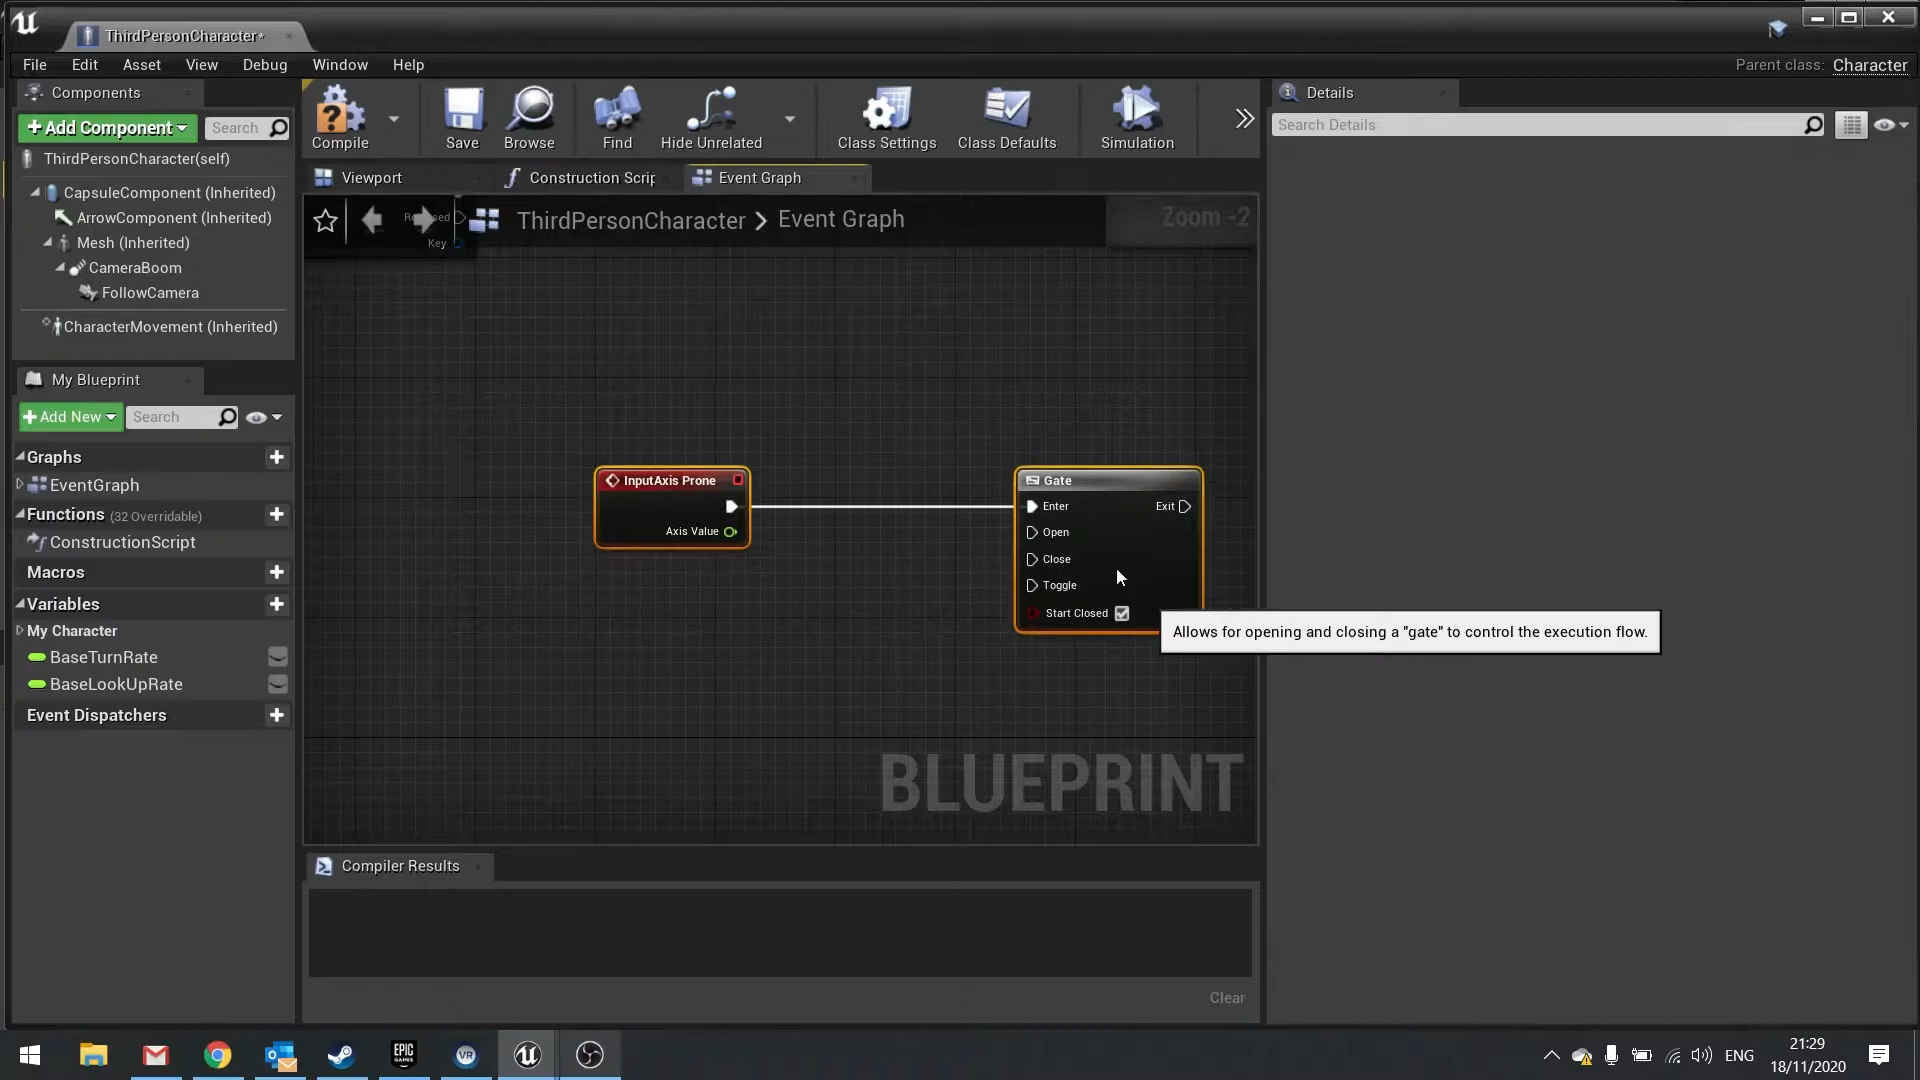 ThirdPersonCharacter*
File Edit Asset View Debug Window Help
Parent class: Character
Components
+Add Component
Search
ThirdPersonCharacter(self)
CapsuleComponent (Inherited)
ArrowComponent (Inherited)
Mesh (Inherited)
CameraBoom
FollowCamera
CharacterMovement (Inherited)
My Blueprint
+Add New
Search
Graphs
EventGraph
Functions (32 Overridable)
ConstructionScript
Macros
Variables
My Character
BaseTurnRate
BaseLookUpRate
Event Dispatchers
Compile
Save
Browse
Find
Hide Unrelated
Class Settings
Class Defaults
Simulation
Viewport
Construction Scrip
Event Graph
Key
ThirdPersonCharacter > Event Graph
Zoom -2
InputAxis Prone
Axis Value
Gate
Enter
Exit
Open
Close
Toggle
Start Closed
Allows for opening and closing a "gate" to control the execution flow.
BLUEPRINT
Compiler Results
Clear
Details
Search Details
EPIC
GAMES
VR
ENG
21:29
18/11/2020